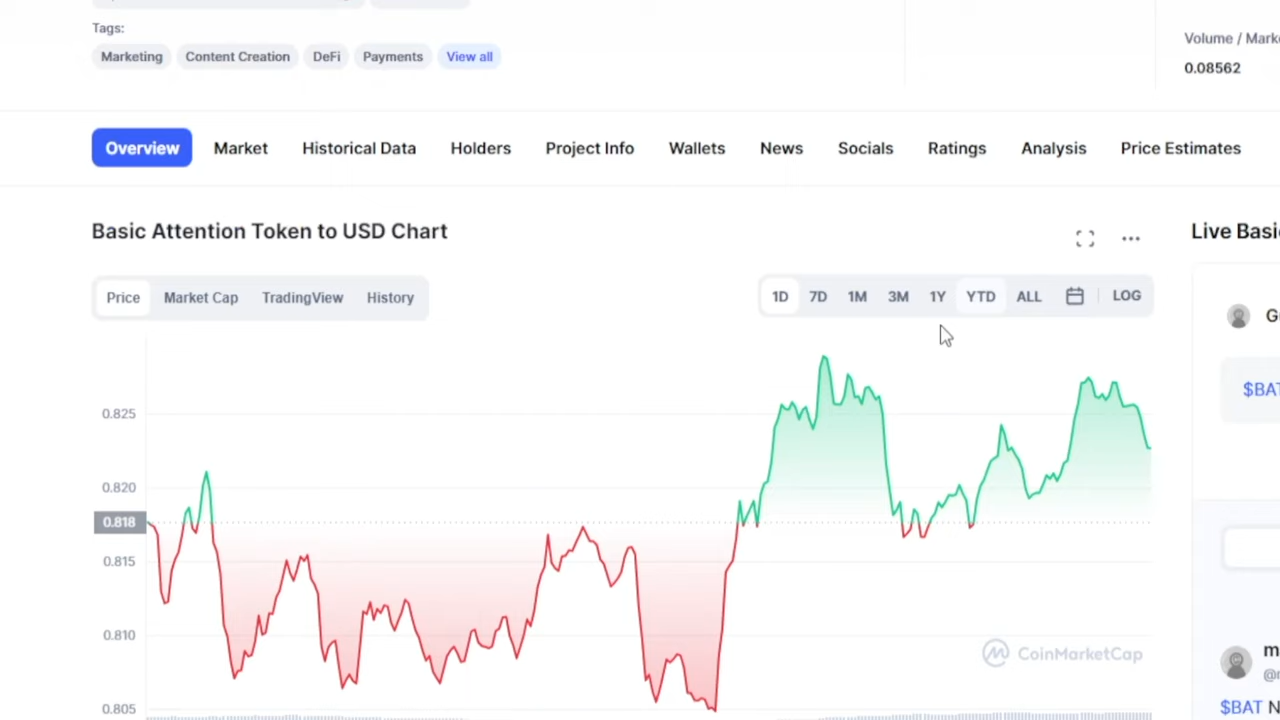 Tags:
Marketing Content Creation DeFi Payments View all
Volume / Marke
0.08562
Overview Market Historical Data Holders Project Info Wallets News Socials Ratings Analysis Price Estimates
Basic Attention Token to USD Chart
Live Basi
Price Market Cap TradingView History
1D 7D 1M 3M 1Y YTD ALL LOG
G
$BAT
0.825
0.820
0.818
0.815
0.810
0.805
CoinMarketCap
m
@r
$BAT N